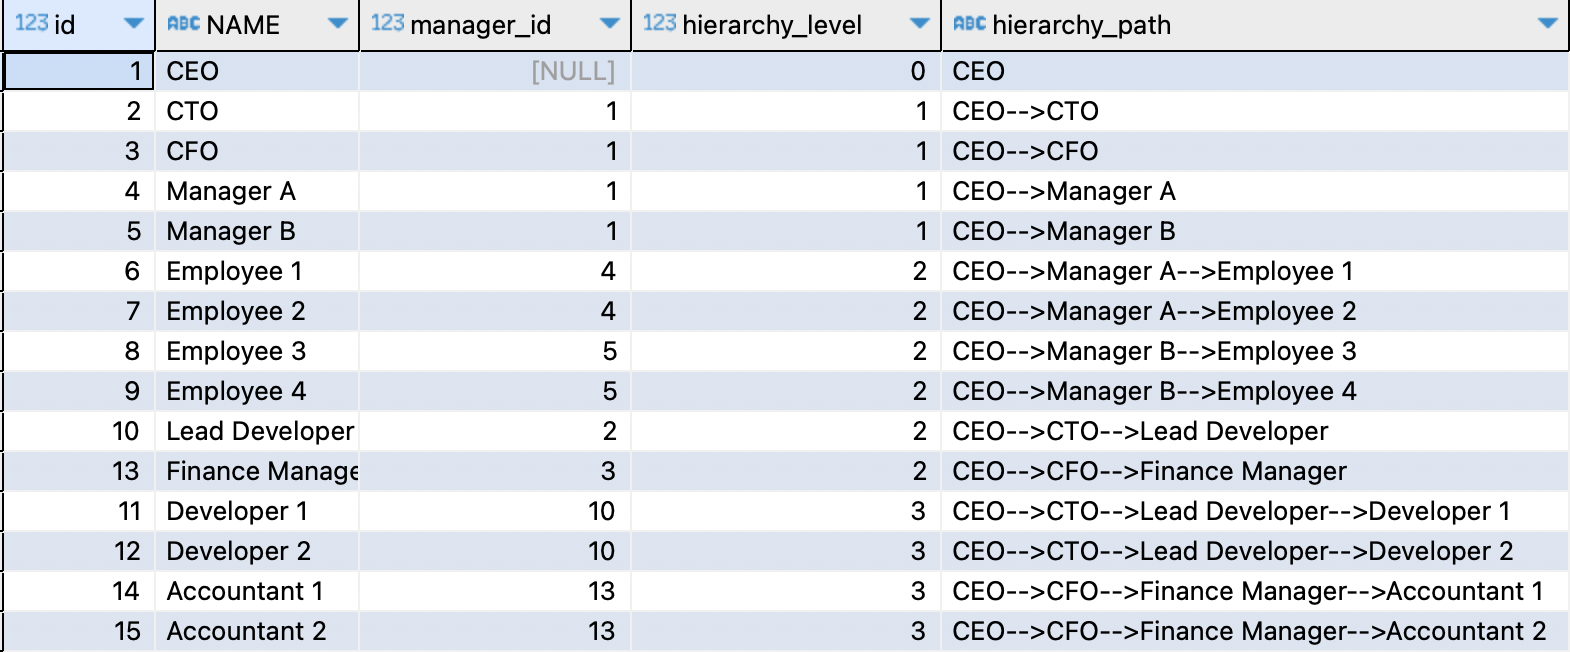 123 id ABC NAME 123 manager_id 123 hierarchy_level ABC hierarchy_path
1 CEO [NULL] 0 CEO
2 CTO 1 1 CEO-->CTO
3 CFO 1 1 CEO-->CFO
4 Manager A 1 1 CEO-->Manager A
5 Manager B 1 1 CEO-->Manager B
6 Employee 1 4 2 CEO-->Manager A-->Employee 1
7 Employee 2 4 2 CEO-->Manager A-->Employee 2
8 Employee 3 5 2 CEO-->Manager B-->Employee 3
9 Employee 4 5 2 CEO-->Manager B-->Employee 4
10 Lead Developer 2 2 CEO-->CTO-->Lead Developer
13 Finance Manage 3 2 CEO-->CFO-->Finance Manager
11 Developer 1 10 3 CEO-->CTO-->Lead Developer-->Developer 1
12 Developer 2 10 3 CEO-->CTO-->Lead Developer-->Developer 2
14 Accountant 1 13 3 CEO-->CFO-->Finance Manager-->Accountant 1
15 Accountant 2 13 3 CEO-->CFO-->Finance Manager-->Accountant 2